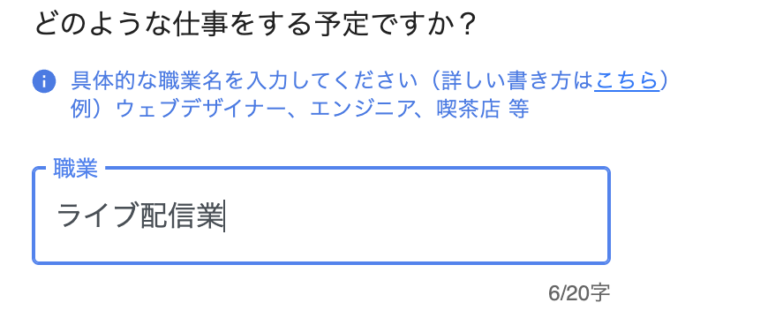 どのような仕事をする予定ですか？
具体的な職業名を入力してください（詳しい書き方はこちら）
例）ウェブデザイナー、エンジニア、喫茶店 等
職業
ライブ配信業
6/20字